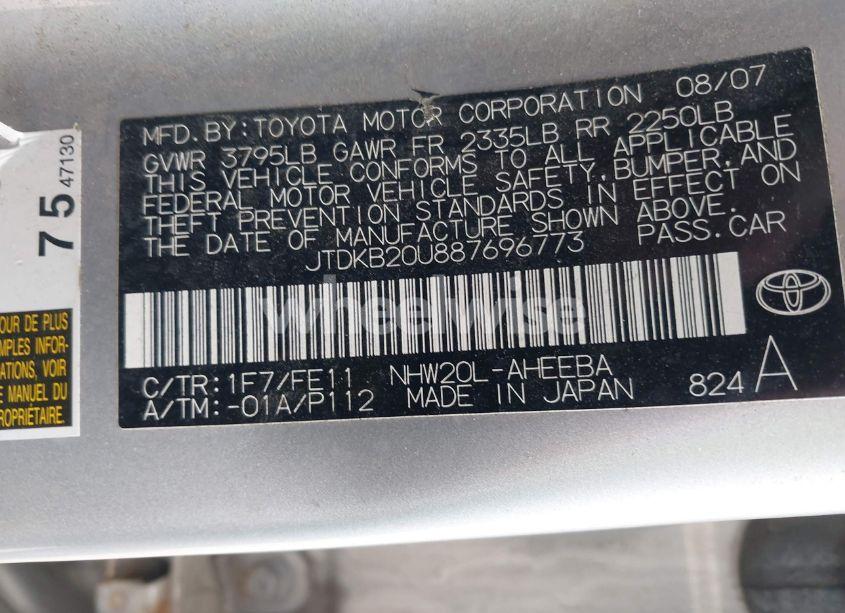 08/07
MFD.BY:TOYOTA MOTOR CORPORATION
GVWR 3795LB GAWR FR 2335LB RR 2250LB
THIS VEHICLE CONFORMS TO ALL APPLICABLE
FEDERAL MOTOR VEHICLE SAFETY,BUMPER,AND
THEFT PREVENTION STANDARDS IN EFFECT ON
THE DATE OF MANUFACTURE SHOWN ABOVE.
JTDKB20U887696773 PASS.CAR
wheelwise
C/TR:1F7/FE11 NHW20L-AHEEBA
A/TM:-01A/P112 MADE IN JAPAN
824A
75
47130
OUR DE PLUS
MPLES INFOR-
ATIONS, VOIR
E MANUEL DU
ROPRIÉTAIRE.